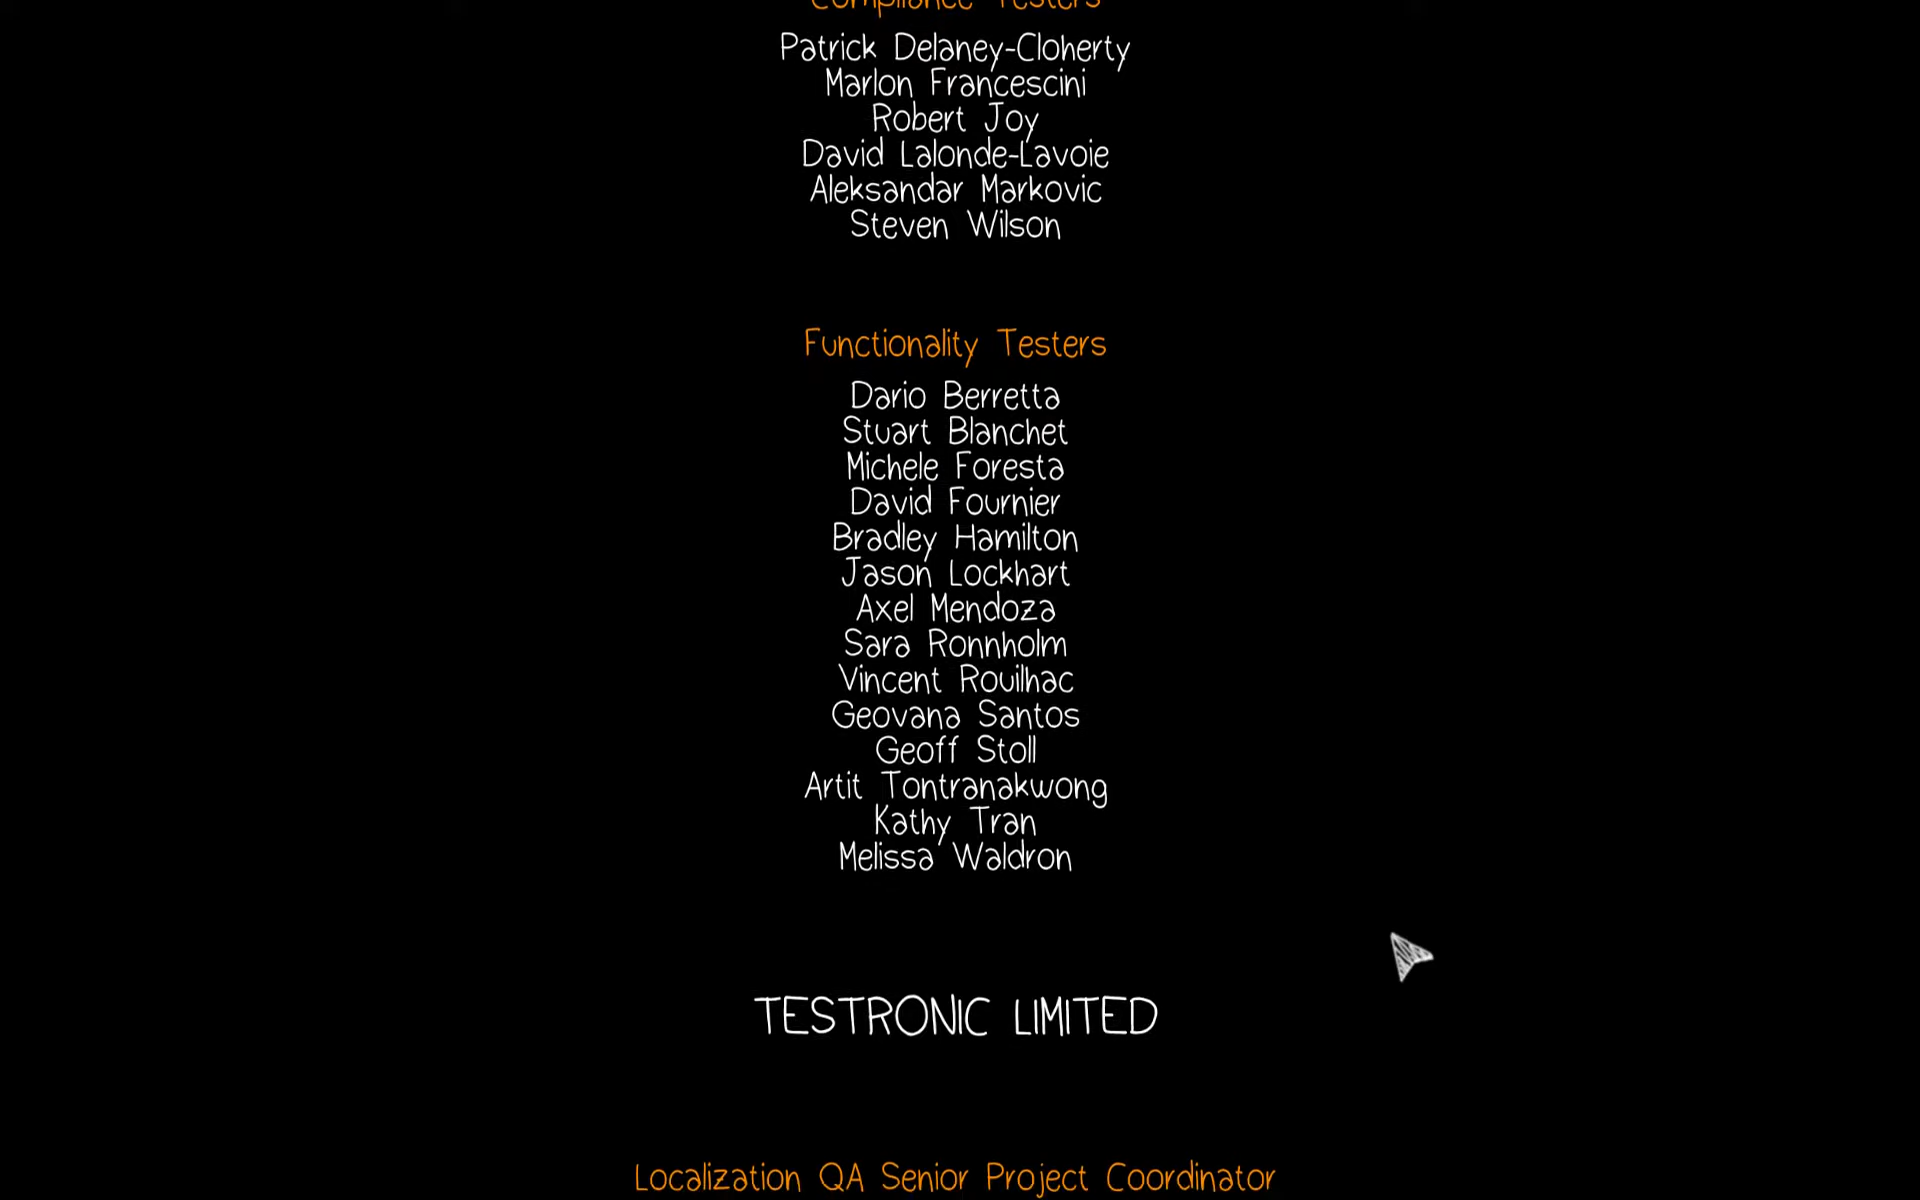 Compliance Testers
Patrick Delaney-Cloherty
Marlon Francescini
Robert Joy
David Lalonde-Lavoie
Aleksandar Markovic
Steven Wilson
Functionality Testers
Dario Berretta
Stuart Blanchet
Michele Foresta
David Fournier
Bradley Hamilton
Jason Lockhart
Axel Mendoza
Sara Ronnholm
Vincent Rouilhac
Geovana Santos
Geoff Stoll
Artit Tontranakwong
Kathy Tran
Melissa Waldron
TESTRONIC LIMITED
Localization QA Senior Project Coordinator